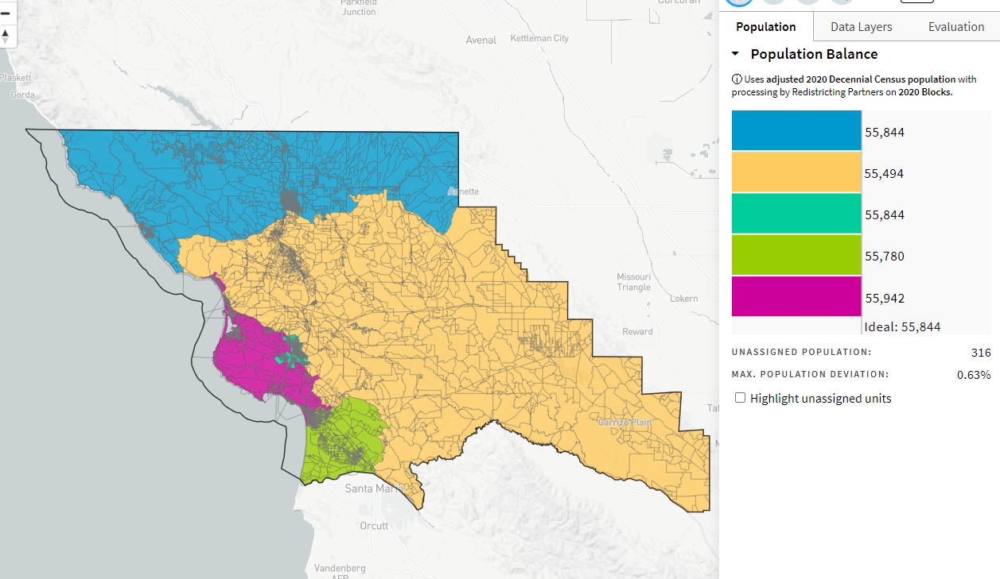 Parkfield
Junction
Corcoran
Avenal
Kettleman City
Plaskett
Gorda
Annette
Missouri
Triangle
Lokern
Reward
Carrizo Plain
Santa Maria
Orcutt
Vandenberg
AFB
Population
Data Layers
Evaluation
Population Balance
Uses adjusted 2020 Decennial Census population with
processing by Redistricting Partners on 2020 Blocks.
55,844
55,494
55,844
55,780
55,942
Ideal: 55,844
UNASSIGNED POPULATION: 316
MAX. POPULATION DEVIATION: 0.63%
Highlight unassigned units